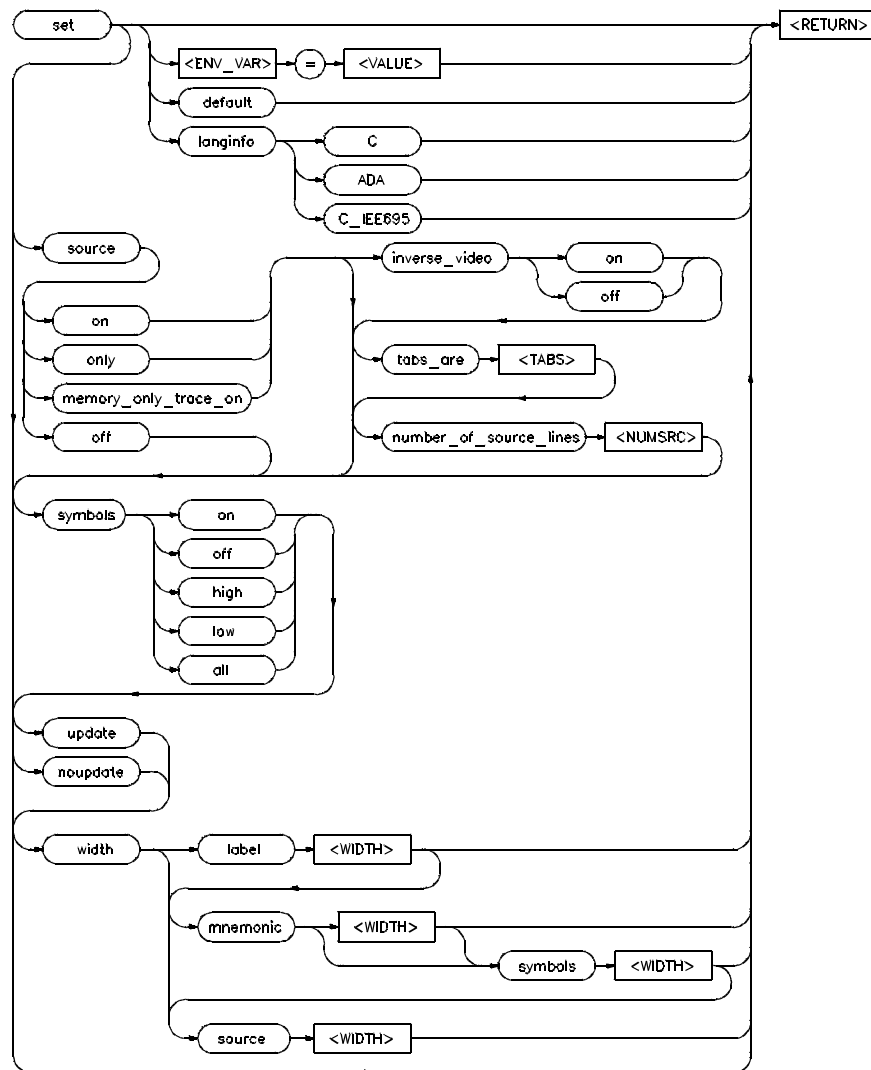 set
<RETURN>
<ENV_VAR> = <VALUE>
default
langinfo
C
ADA
C_IEE695
source
inverse_video
on
off
on
only
tabs_are <TABS>
memory_only_trace_on
off
number_of_source_lines <NUMSRC>
symbols
on
off
high
low
all
update
noupdate
width
label <WIDTH>
mnemonic <WIDTH>
symbols <WIDTH>
source <WIDTH>